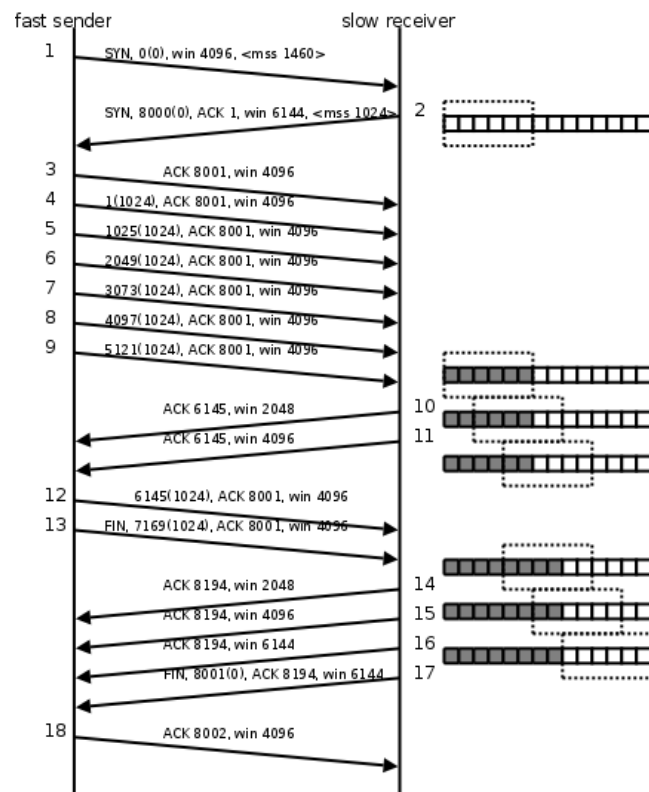 fast sender
slow receiver
1
SYN, 0(0), win 4096, <mss 1460>
SYN, 8000(0), ACK 1, win 6144, <mss 1024>
2
3
ACK 8001, win 4096
4
1(1024), ACK 8001, win 4096
5
1025(1024), ACK 8001, win 4096
6
2049(1024), ACK 8001, win 4096
7
3073(1024), ACK 8001, win 4096
8
4097(1024), ACK 8001, win 4096
9
5121(1024), ACK 8001, win 4096
ACK 6145, win 2048
10
ACK 6145, win 4096
11
12
6145(1024), ACK 8001, win 4096
13
FIN, 7169(1024), ACK 8001, win 4096
ACK 8194, win 2048
14
ACK 8194, win 4096
15
ACK 8194, win 6144
16
FIN, 8001(0), ACK 8194, win 6144
17
18
ACK 8002, win 4096